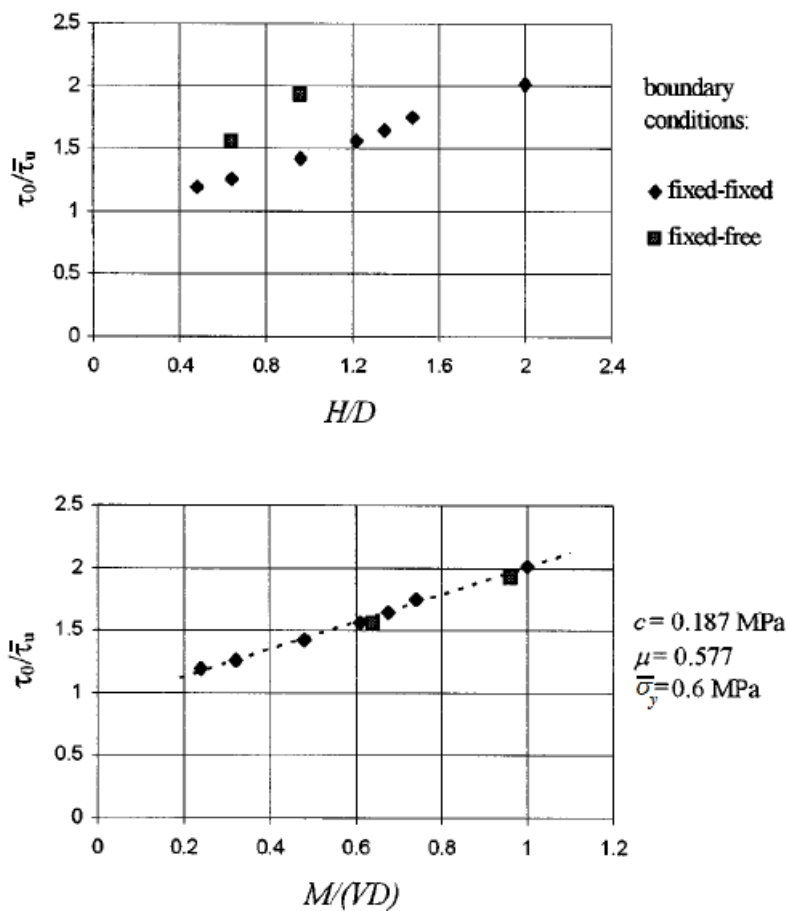 2.5
2
1.5
1
0.5
0
τ₀/τ̅ᵤ
0 0.4 0.8 1.2 1.6 2 2.4
H/D
boundary
conditions:
fixed-fixed
fixed-free
2.5
2
1.5
1
0.5
0
τ₀/τ̅ᵤ
0 0.2 0.4 0.6 0.8 1 1.2
M/(VD)
c = 0.187 MPa
μ = 0.577
σ̅y = 0.6 MPa